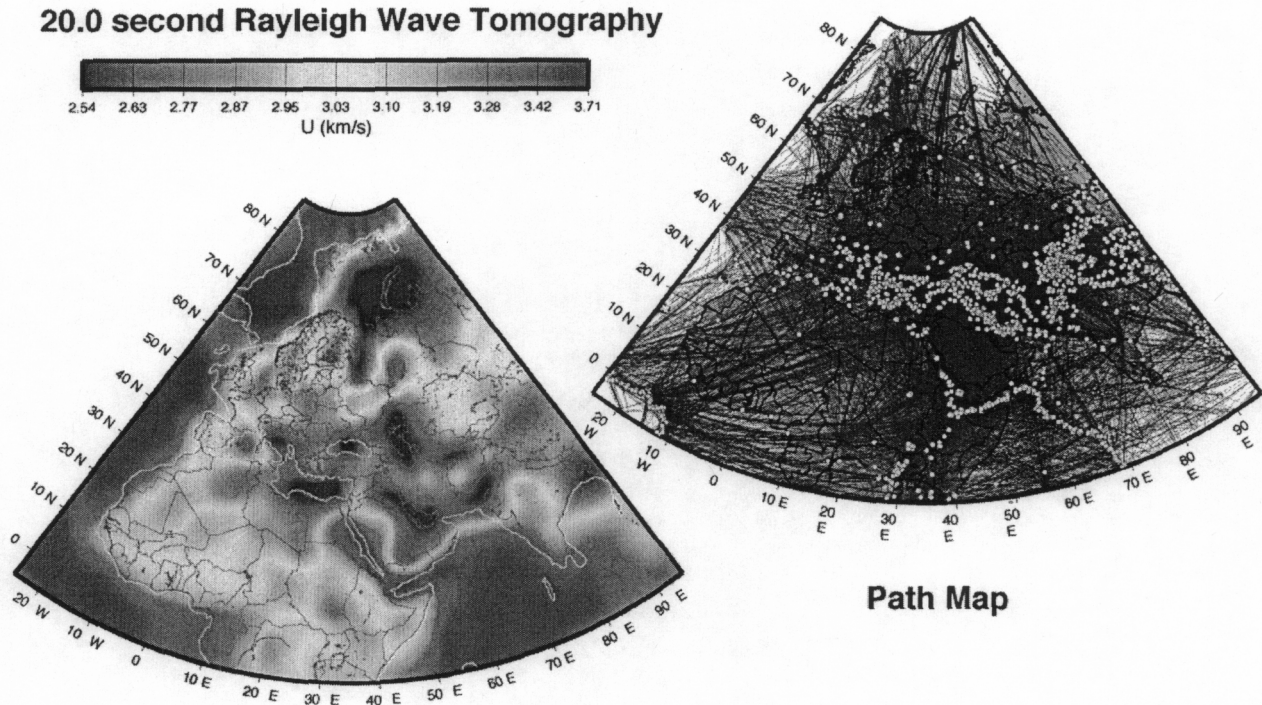 20.0 second Rayleigh Wave Tomography
2.54 2.63 2.77 2.87 2.95 3.03 3.10 3.19 3.28 3.42 3.71
U (km/s)
80 N
70 N
60 N
50 N
40 N
30 N
20 N
10 N
0
20 W
10 W
0
10 E
20 E
30 E
40 E
50 E
60 E
70 E
80 E
90 E
80 N
70 N
60 N
50 N
40 N
30 N
20 N
10 N
0
20 W
10 W
0
10 E
20 E
30 E
40 E
50 E
60 E
70 E
80 E
90 E
Path Map